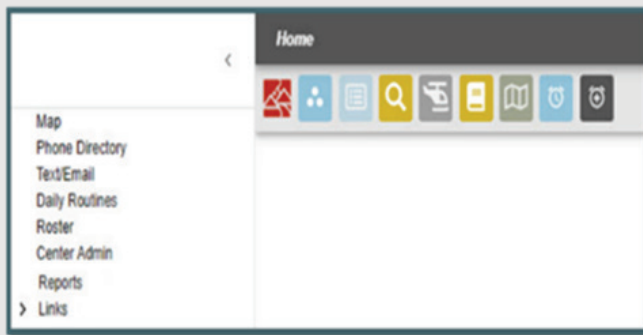 Home
Map
Phone Directory
Text/Email
Daily Routines
Roster
Center Admin
Reports
Links